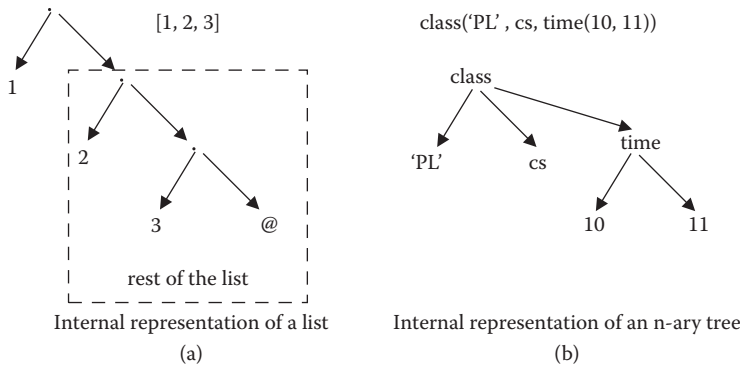 [1, 2, 3]
1
2
3
@
rest of the list
Internal representation of a list
(a)
class(‘PL’ , cs, time(10, 11))
class
‘PL’
cs
time
10
11
Internal representation of an n-ary tree
(b)